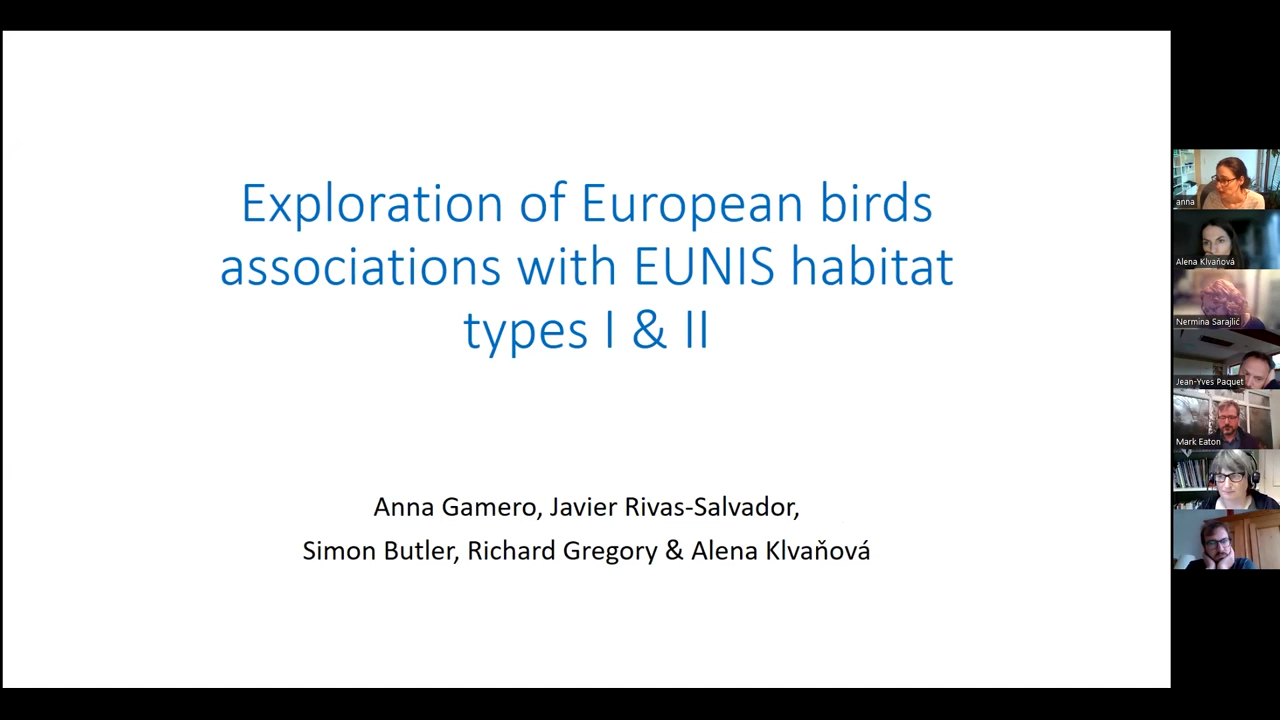 Exploration of European birds
associations with EUNIS habitat
types I & II
Anna Gamero, Javier Rivas-Salvador,
Simon Butler, Richard Gregory & Alena Klvaňová
anna
Alena Klvaňová
Nermina Sarajlić
Jean-Yves Paquet
Mark Eaton